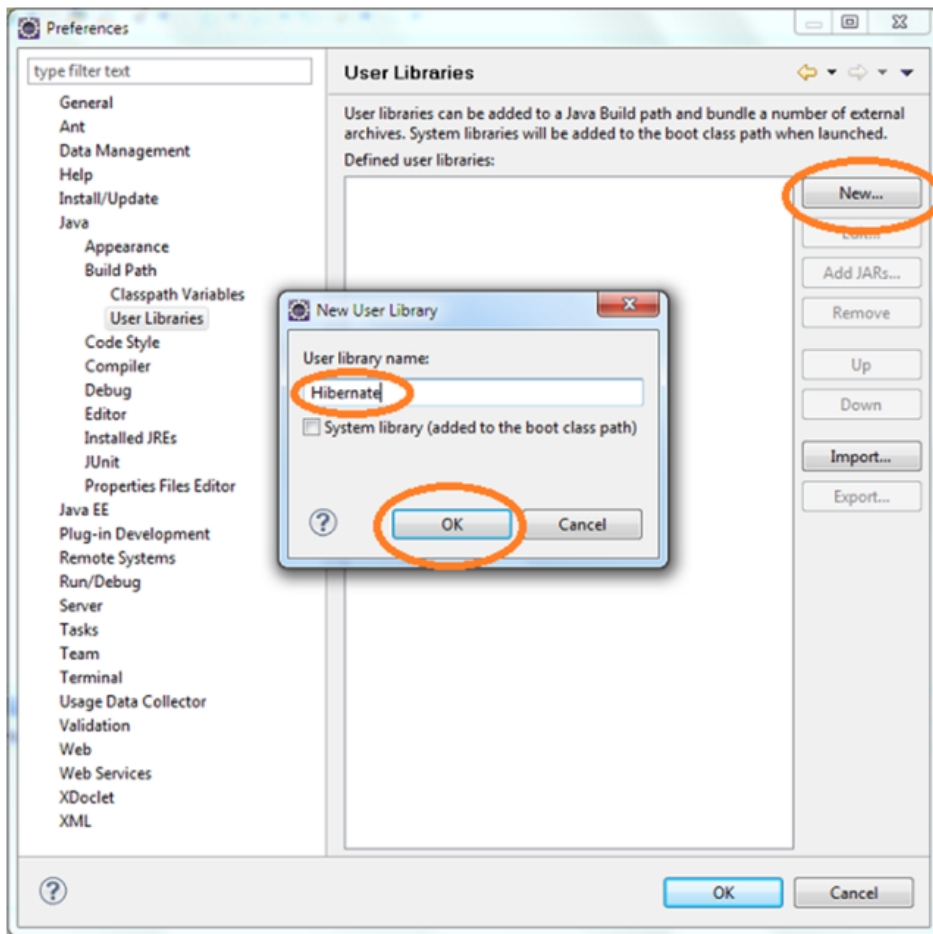 Preferences
type filter text
General
Ant
Data Management
Help
Install/Update
Java
Appearance
Build Path
Classpath Variables
User Libraries
Code Style
Compiler
Debug
Editor
Installed JREs
JUnit
Properties Files Editor
Java EE
Plug-in Development
Remote Systems
Run/Debug
Server
Tasks
Team
Terminal
Usage Data Collector
Validation
Web
Web Services
XDoclet
XML
User Libraries
User libraries can be added to a Java Build path and bundle a number of external
archives. System libraries will be added to the boot class path when launched.
Defined user libraries:
New...
Add JARs...
Remove
Up
Down
Import...
Export...
New User Library
User library name:
Hibernate
System library (added to the boot class path)
OK
Cancel
OK
Cancel